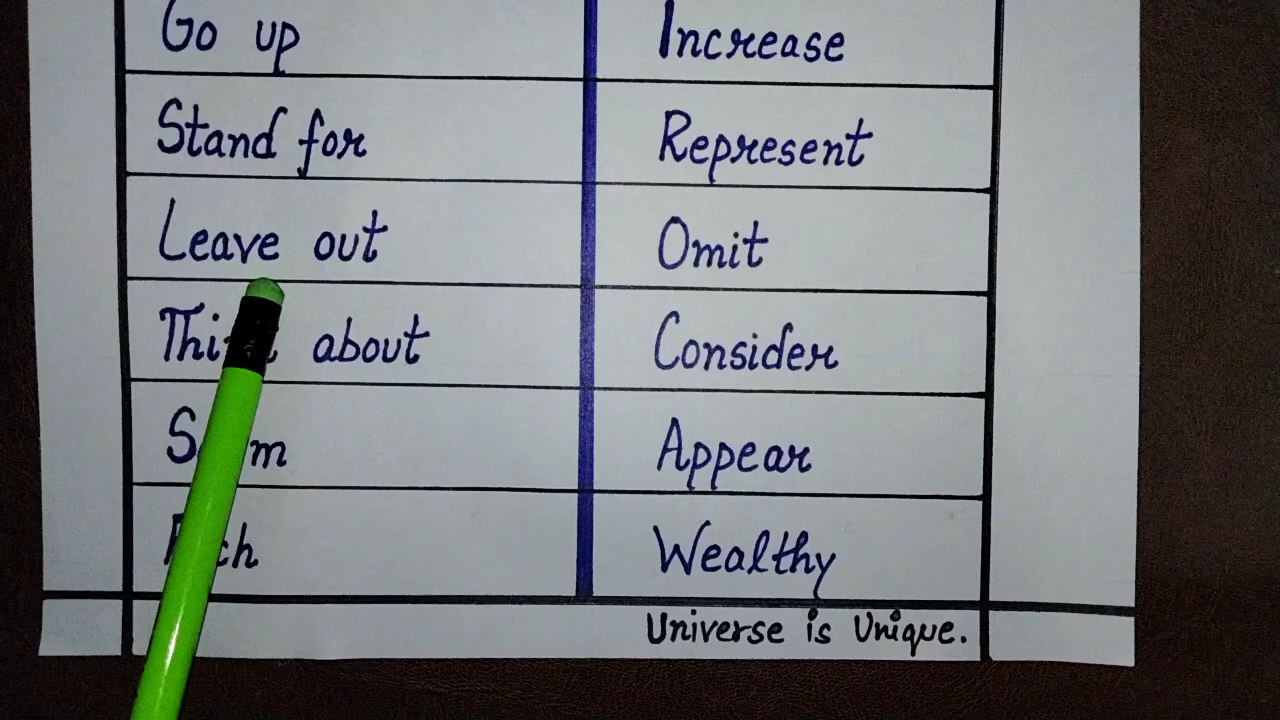 Go up Increase
Stand for Represent
Leave out Omit
about Consider
Appear
Wealthy
Universe is Unique.